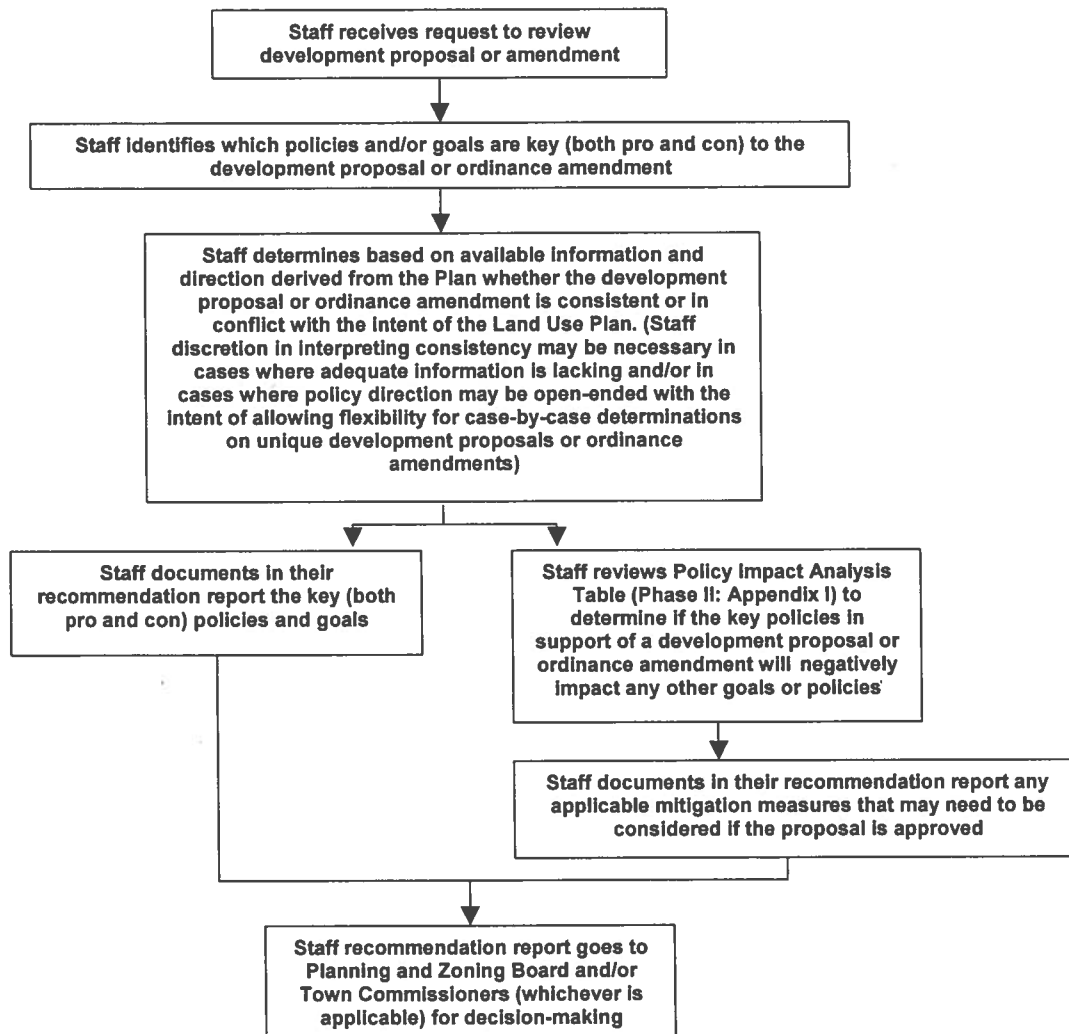 Staff receives request to review
development proposal or amendment
Staff identifies which policies and/or goals are key (both pro and con) to the
development proposal or ordinance amendment
Staff determines based on available information and
direction derived from the Plan whether the development
proposal or ordinance amendment is consistent or in
conflict with the intent of the Land Use Plan. (Staff
discretion in interpreting consistency may be necessary in
cases where adequate information is lacking and/or in
cases where policy direction may be open-ended with the
intent of allowing flexibility for case-by-case determinations
on unique development proposals or ordinance
amendments)
Staff documents in their
recommendation report the key (both
pro and con) policies and goals
Staff reviews Policy Impact Analysis
Table (Phase II: Appendix I) to
determine if the key policies in
support of a development proposal or
ordinance amendment will negatively
impact any other goals or policies
Staff documents in their recommendation report any
applicable mitigation measures that may need to be
considered if the proposal is approved
Staff recommendation report goes to
Planning and Zoning Board and/or
Town Commissioners (whichever is
applicable) for decision-making